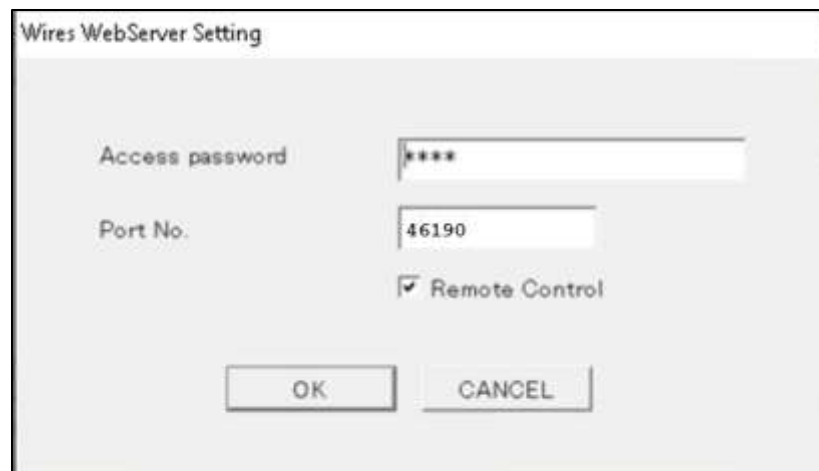 Wires WebServer Setting
Access password ****
Port No. 46190
Remote Control
OK CANCEL